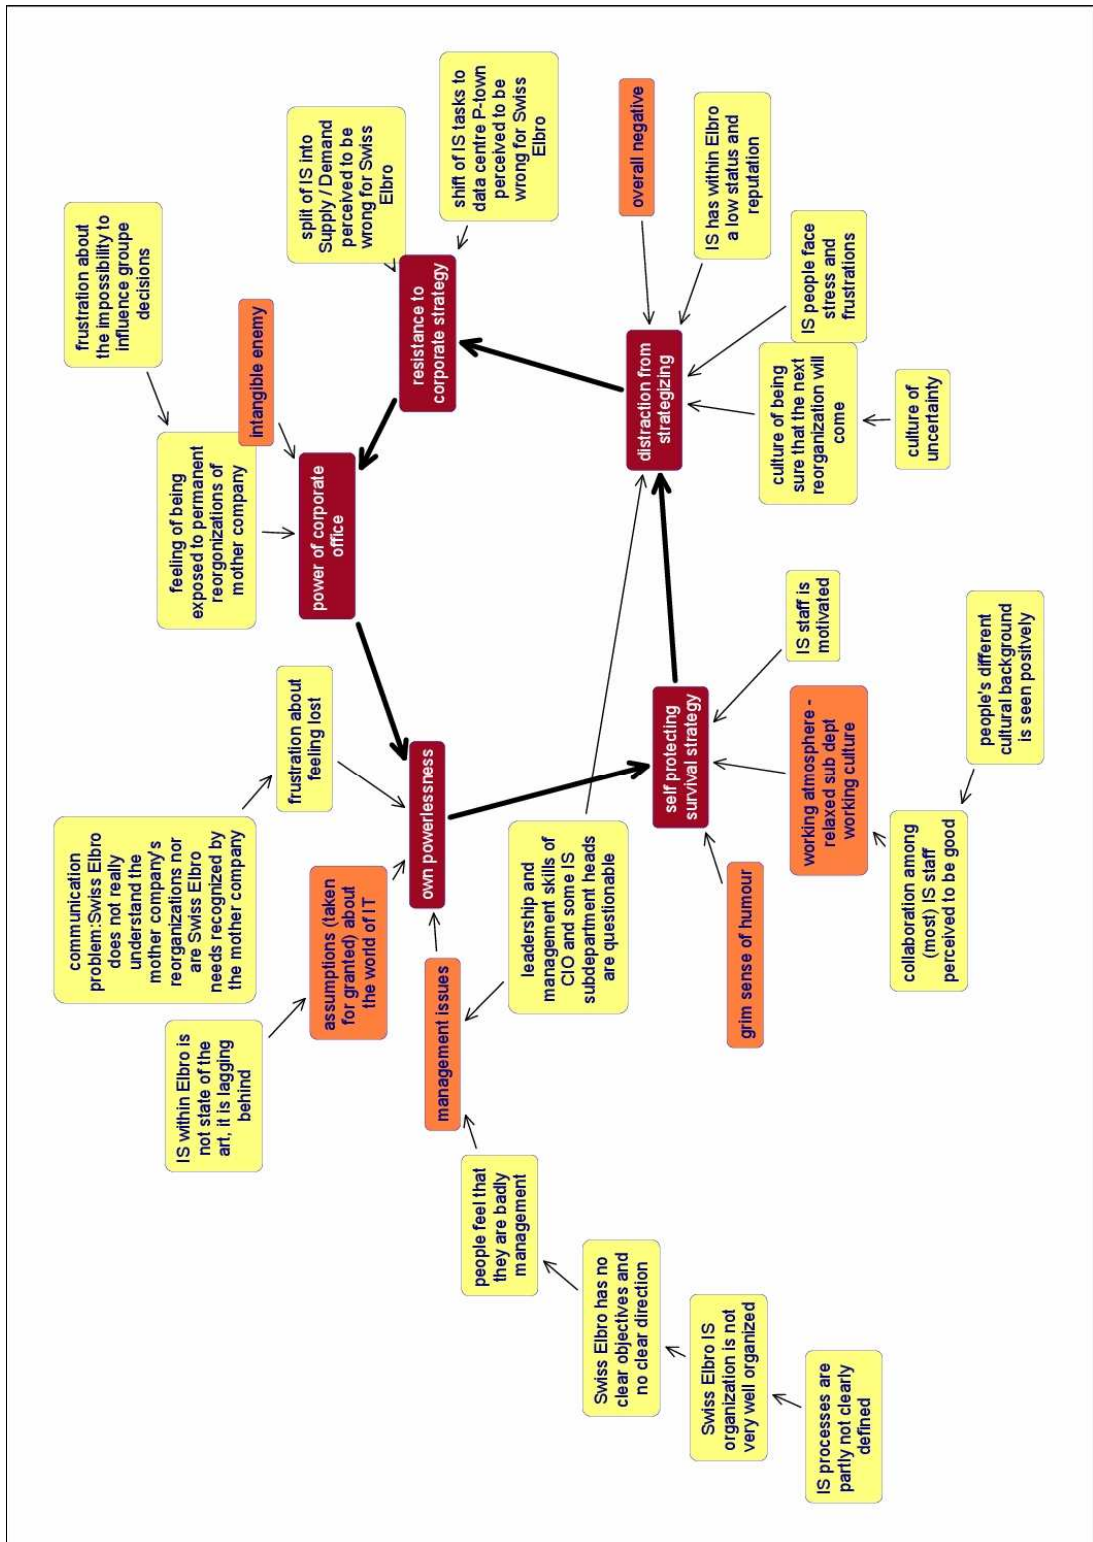 communication
problem:Swiss Elbro
does not really
understand the
mother company's
reorganizations nor
are Swiss Elbro
needs recognized by
the mother company
frustration about
the impossibility to
influence groupe
decisions
IS within Elbro is
not state of the
art, it is lagging
behind
feeling of being
exposed to permanent
reorgonizations of
mother company
intangible enemy
frustration about
feeling lost
split of IS into
Supply / Demand
perceived to be
wrong for Swiss
Elbro
assumptions (taken
for granted) about
the world of IT
power of corporate
office
resistance to
corporate strategy
own powerlessness
management issues
shift of IS tasks to
data centre P-town
perceived to be
wrong for Swiss
Elbro
people feel that
they are badly
management
leadership and
management skills of
CIO and some IS
subdepartment heads
are questionable
Swiss Elbro has no
clear objectives and
no clear direction
overall negative
distraction from
strategizing
self protecting
survival strategy
Swiss Elbro IS
organization is not
very well organized
IS has within Elbro
a low status and
reputation
grim sense of humour
culture of being
sure that the next
reorganization will
come
IS people face
stress and
frustrations
working atmosphere -
relaxed sub dept
working culture
IS staff is
motivated
IS processes are
partly not clearly
defined
collaboration among
(most) IS staff
perceived to be good
culture of
uncertainty
people's different
cultural background
is seen positvely